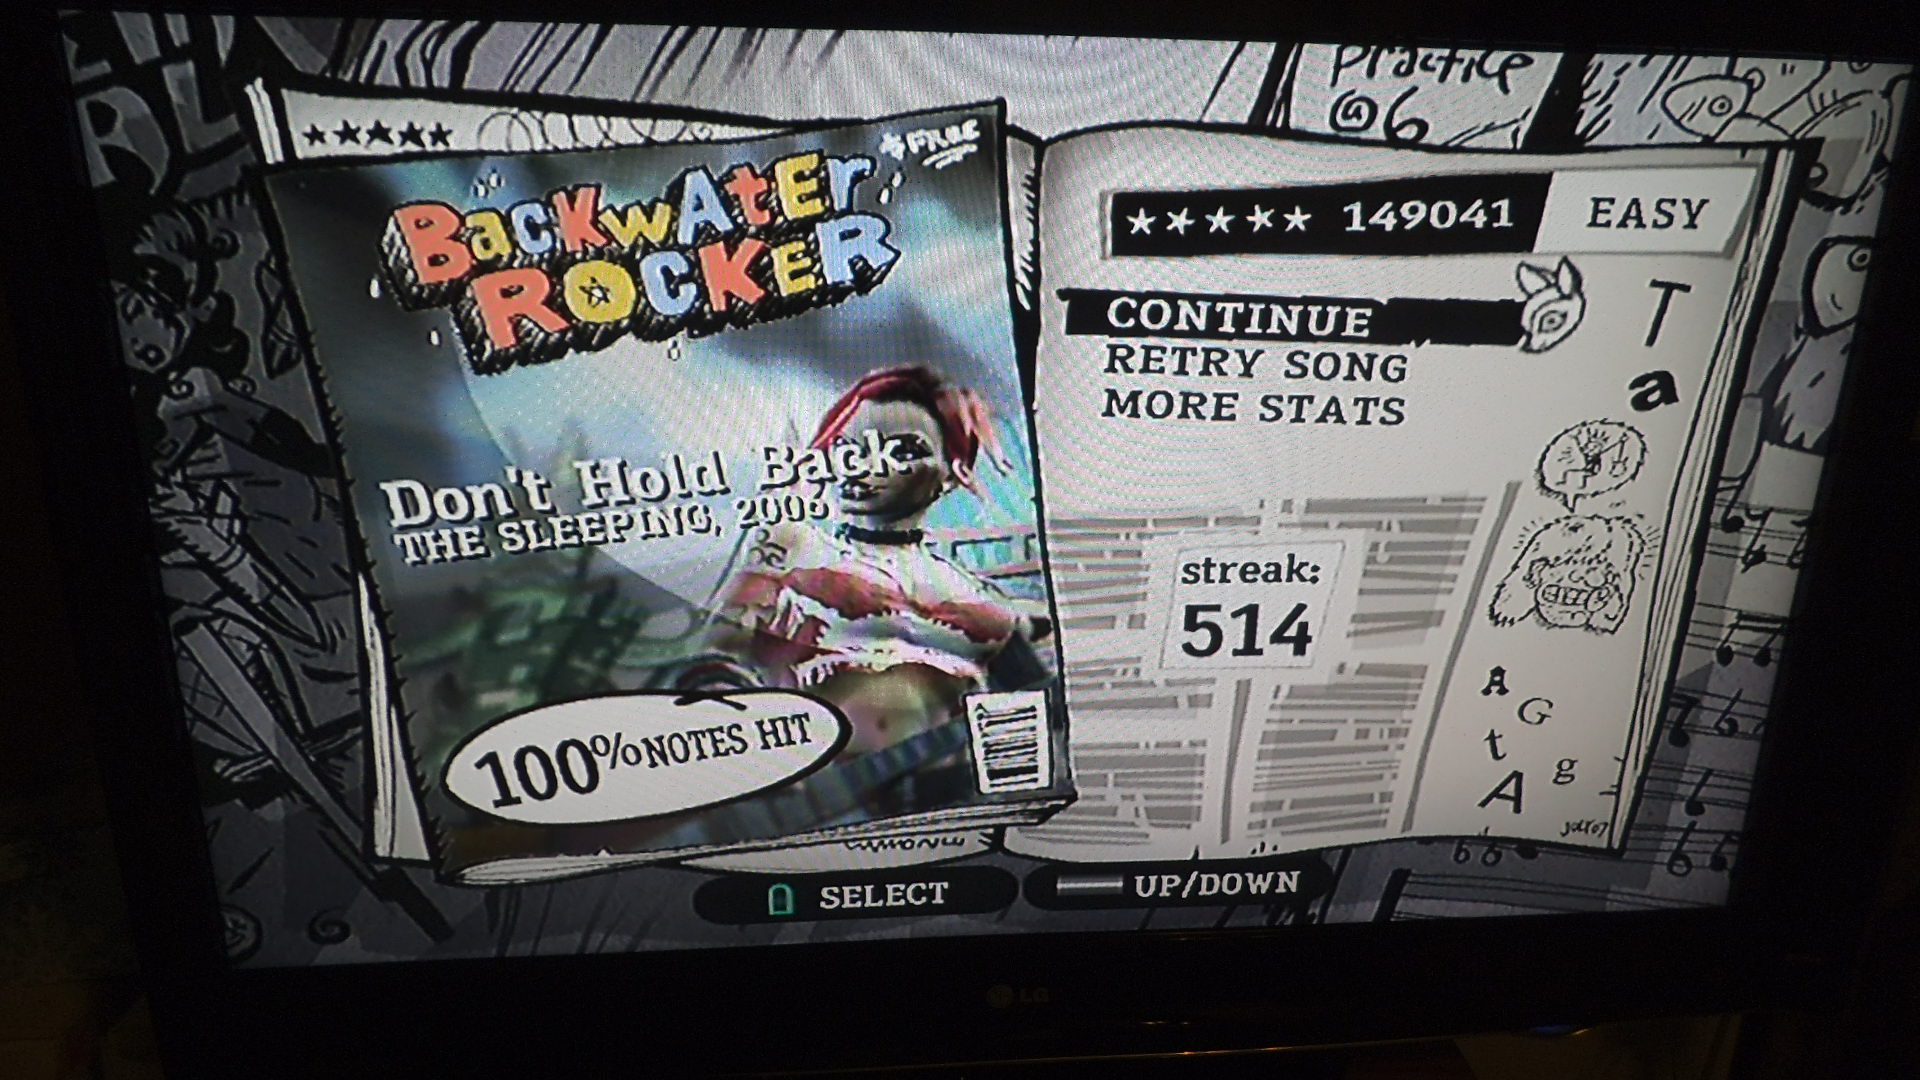 Practice
@6
FREE
BACKWATER
ROCKER
Don't Hold Back
THE SLEEPING, 2006
100% NOTES HIT
149041 EASY
CONTINUE
RETRY SONG
MORE STATS
streak:
514
T
a
A
G
t
g
A
SELECT
UP/DOWN
LG